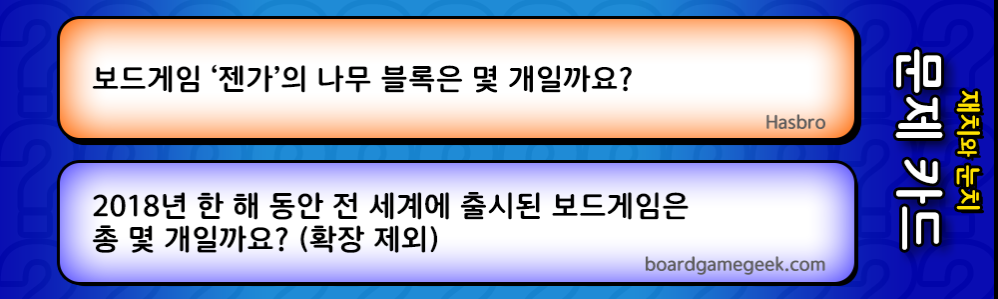 보드게임 ‘젠가’의 나무 블록은 몇 개일까요?
Hasbro
2018년 한 해 동안 전 세계에 출시된 보드게임은
총 몇 개일까요? (확장 제외)
boardgamegeek.com
재치와 눈치
문제 카드